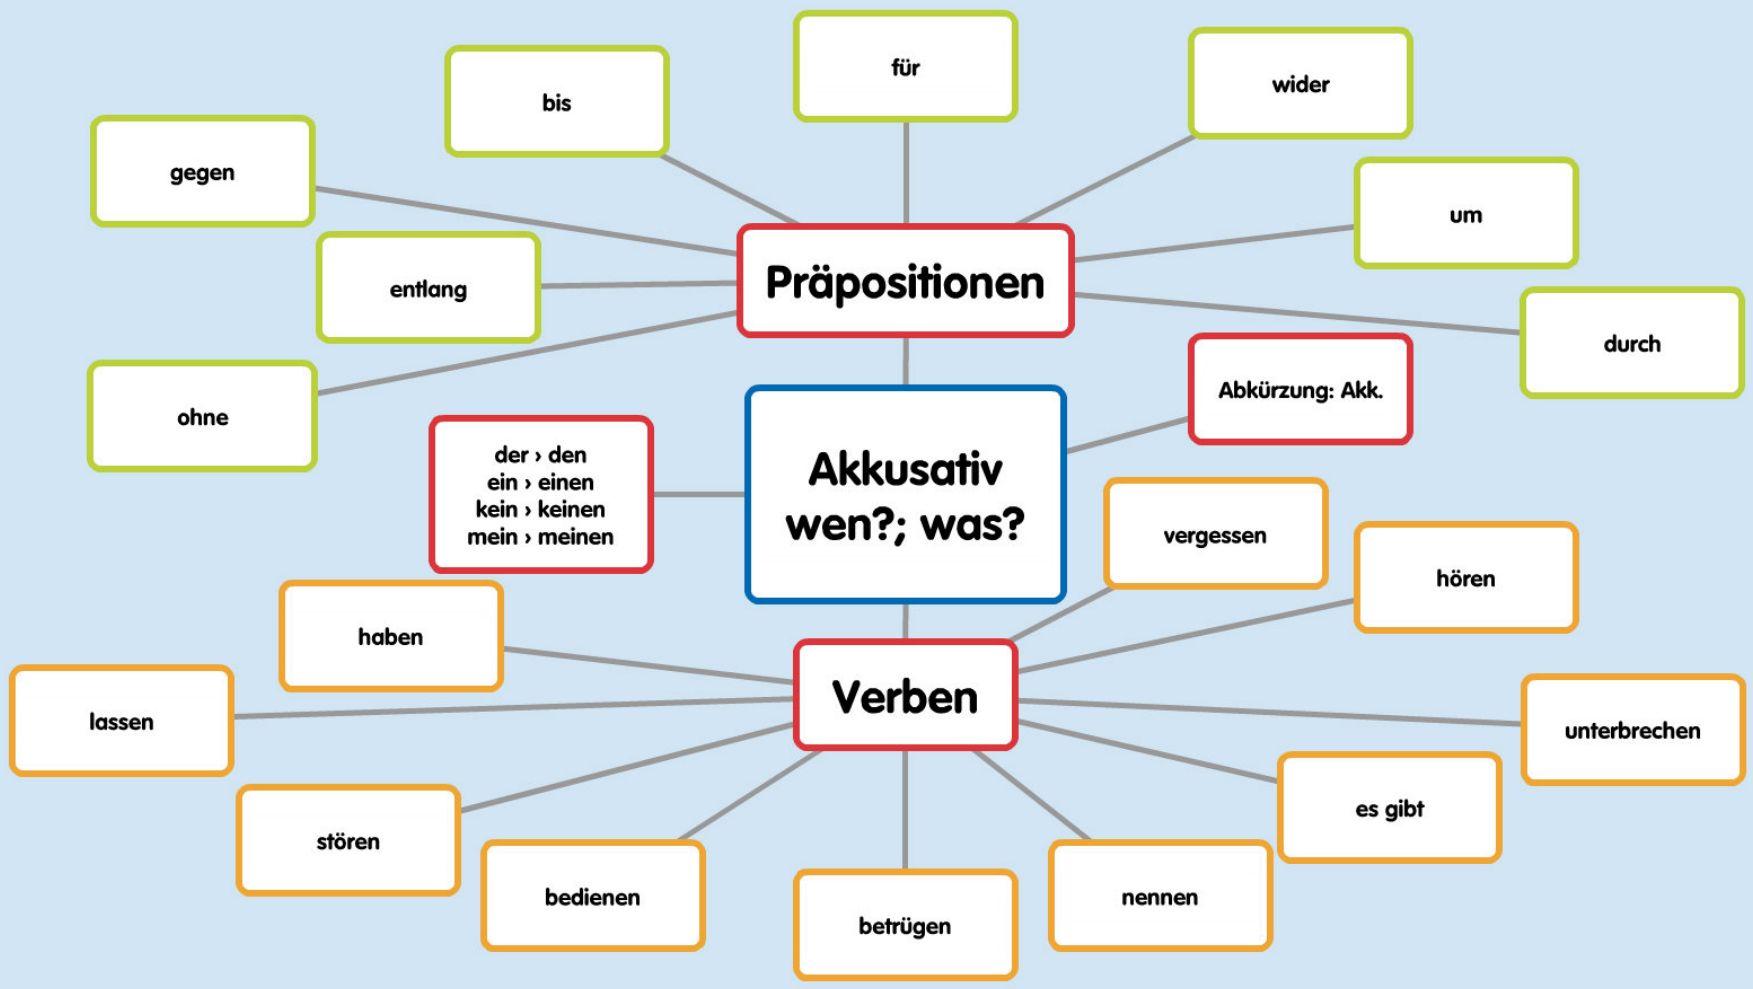 für
wider
bis
gegen
um
Präpositionen
entlang
durch
Abkürzung: Akk.
ohne
der › den
ein › einen
kein › keinen
mein › meinen
Akkusativ
wen?; was?
vergessen
hören
haben
Verben
lassen
unterbrechen
es gibt
stören
bedienen
nennen
betrügen